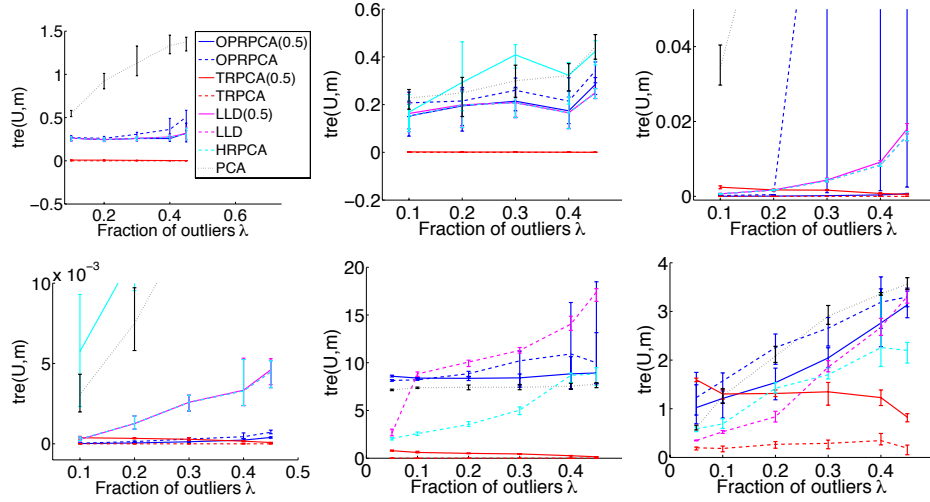 1.5
1
0.5
0
−0.5
0.2 0.4 0.6
tre(U,m)
Fraction of outliers λ
OPRPCA(0.5)
OPRPCA
TRPCA(0.5)
TRPCA
LLD(0.5)
LLD
HRPCA
PCA
0.6
0.4
0.2
0
−0.2
0.1 0.2 0.3 0.4
tre(U,m)
Fraction of outliers λ
0.04
0.02
0
0.1 0.2 0.3 0.4
tre(U,m)
Fraction of outliers λ
10 x 10⁻³
5
0
0.1 0.2 0.3 0.4 0.5
tre(U,m)
Fraction of outliers λ
20
15
10
5
0
0 0.1 0.2 0.3 0.4
tre(U,m)
Fraction of outliers λ
4
3
2
1
0
0 0.1 0.2 0.3 0.4
tre(U,m)
Fraction of outliers λ